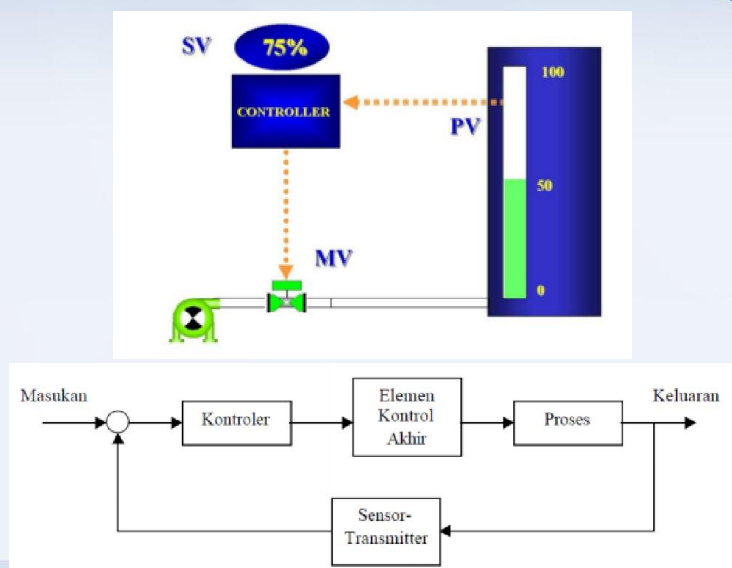 SV
75%
CONTROLLER
PV
100
50
0
MV
Masukan
Kontroler
Elemen
Kontrol
Akhir
Proses
Keluaran
Sensor-
Transmitter